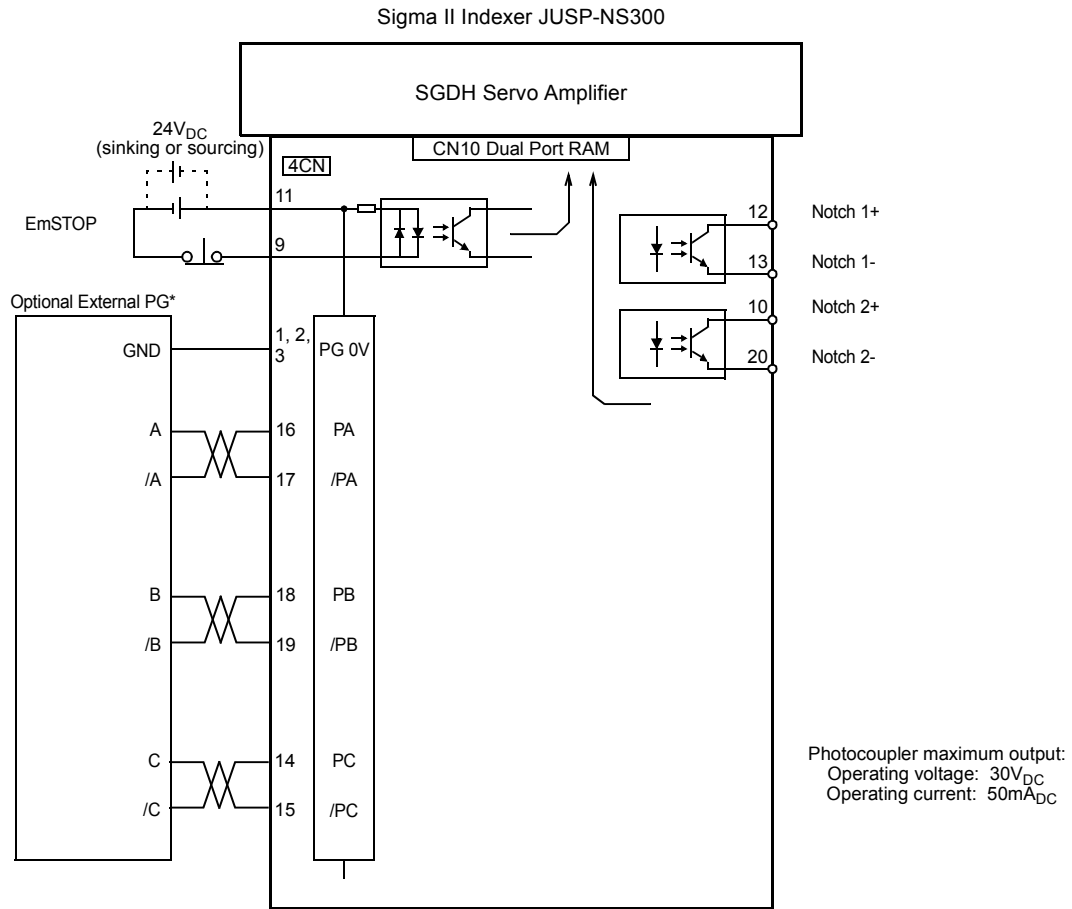 Sigma II Indexer JUSP-NS300
SGDH Servo Amplifier
24VDC
(sinking or sourcing)
4CN
CN10 Dual Port RAM
11
EmSTOP
9
12
Notch 1+
13
Notch 1-
10
Notch 2+
20
Notch 2-
Optional External PG*
GND
1, 2,
3
PG 0V
A
16
PA
/A
17
/PA
B
18
PB
/B
19
/PB
C
14
PC
/C
15
/PC
Photocoupler maximum output:
Operating voltage: 30VDC
Operating current: 50mADC